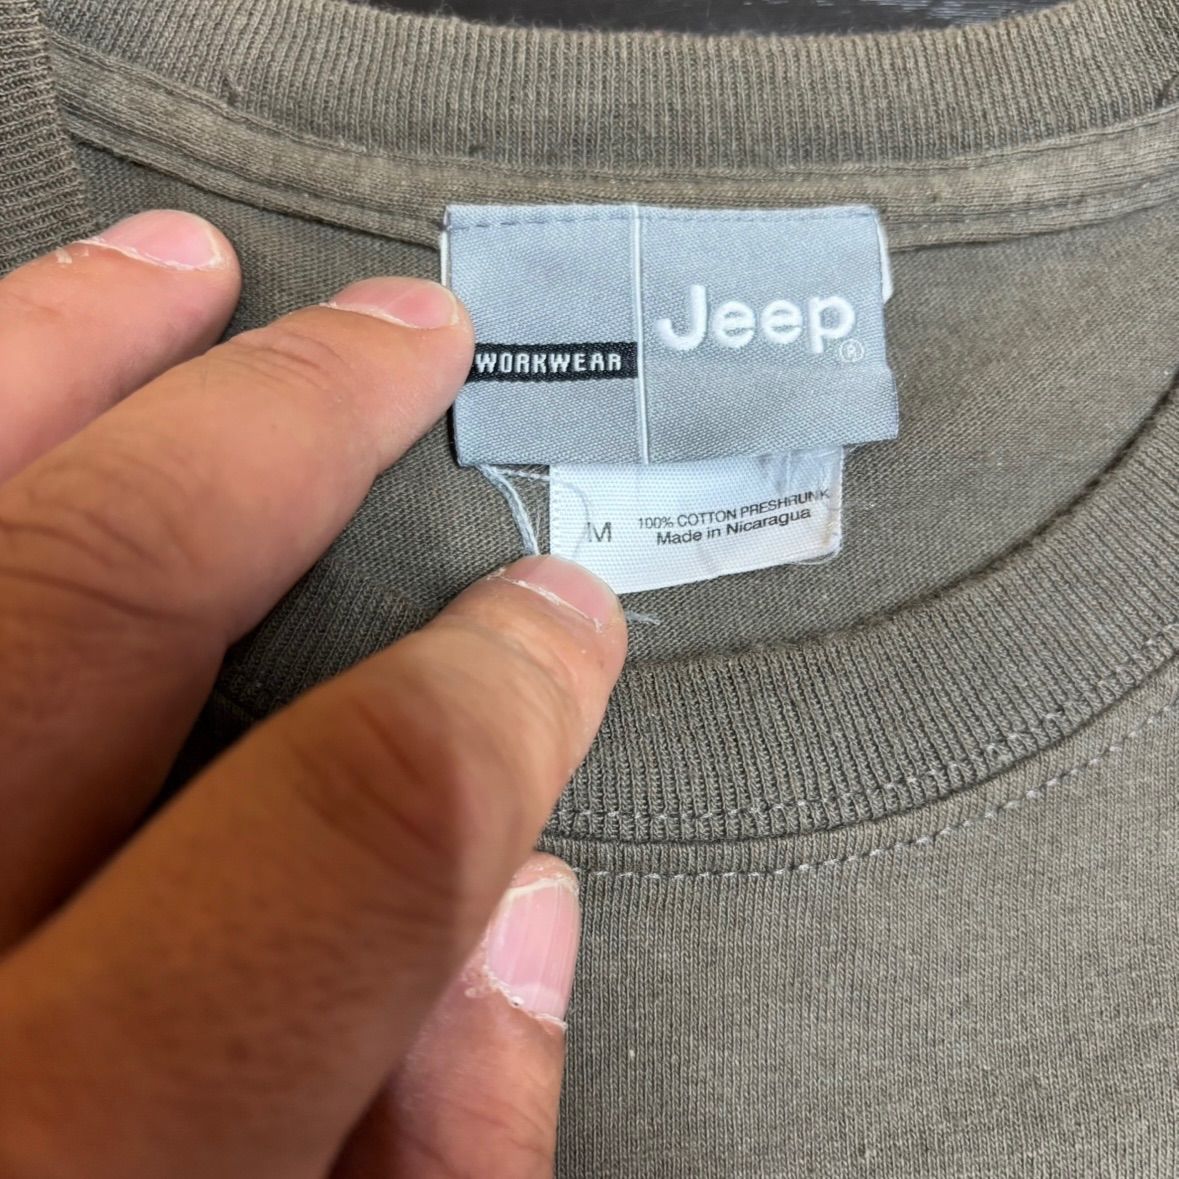 WORKWEAR
Jeep®
M
100% COTTON PRESHRUNK
Made in Nicaragua